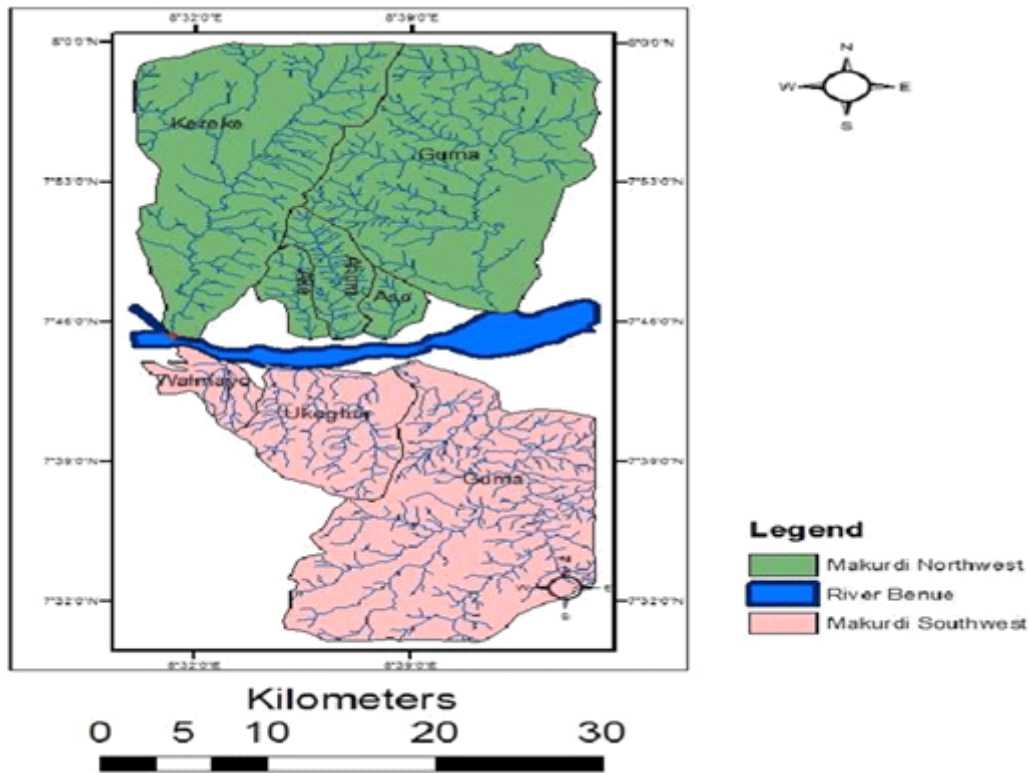 8°32'0"E 8°39'0"E
8°0'0"N 8°0'0"N
N
W E
S
Kereke
Guma
7°53'0"N 7°53'0"N
Aso
7°46'0"N 7°46'0"N
Walmayo
Ukoghor
7°39'0"N 7°39'0"N
Guma
Legend
Makurdi Northwest
River Benue
Makurdi Southwest
N
W E
S
7°32'0"N 7°32'0"N
8°32'0"E 8°39'0"E
Kilometers
0 5 10 20 30